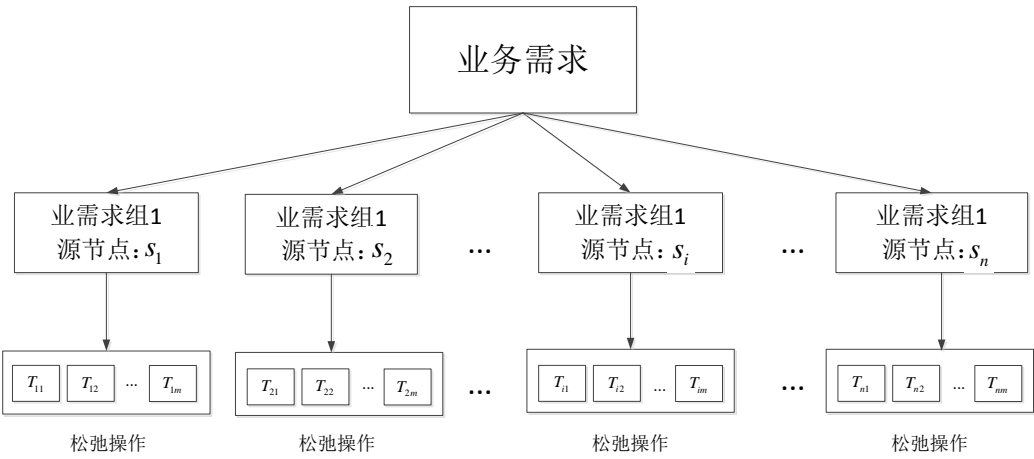 业务需求
业需求组1
源节点: s₁
业需求组1
源节点: s₂
...
业需求组1
源节点: sᵢ
...
业需求组1
源节点: sₙ
T₁₁ T₁₂ ... T₁ₘ
T₂₁ T₂₂ ... T₂ₘ
...
Tᵢ₁ Tᵢ₂ ... Tᵢₘ
...
Tₙ₁ Tₙ₂ ... Tₙₘ
松弛操作
松弛操作
松弛操作
松弛操作